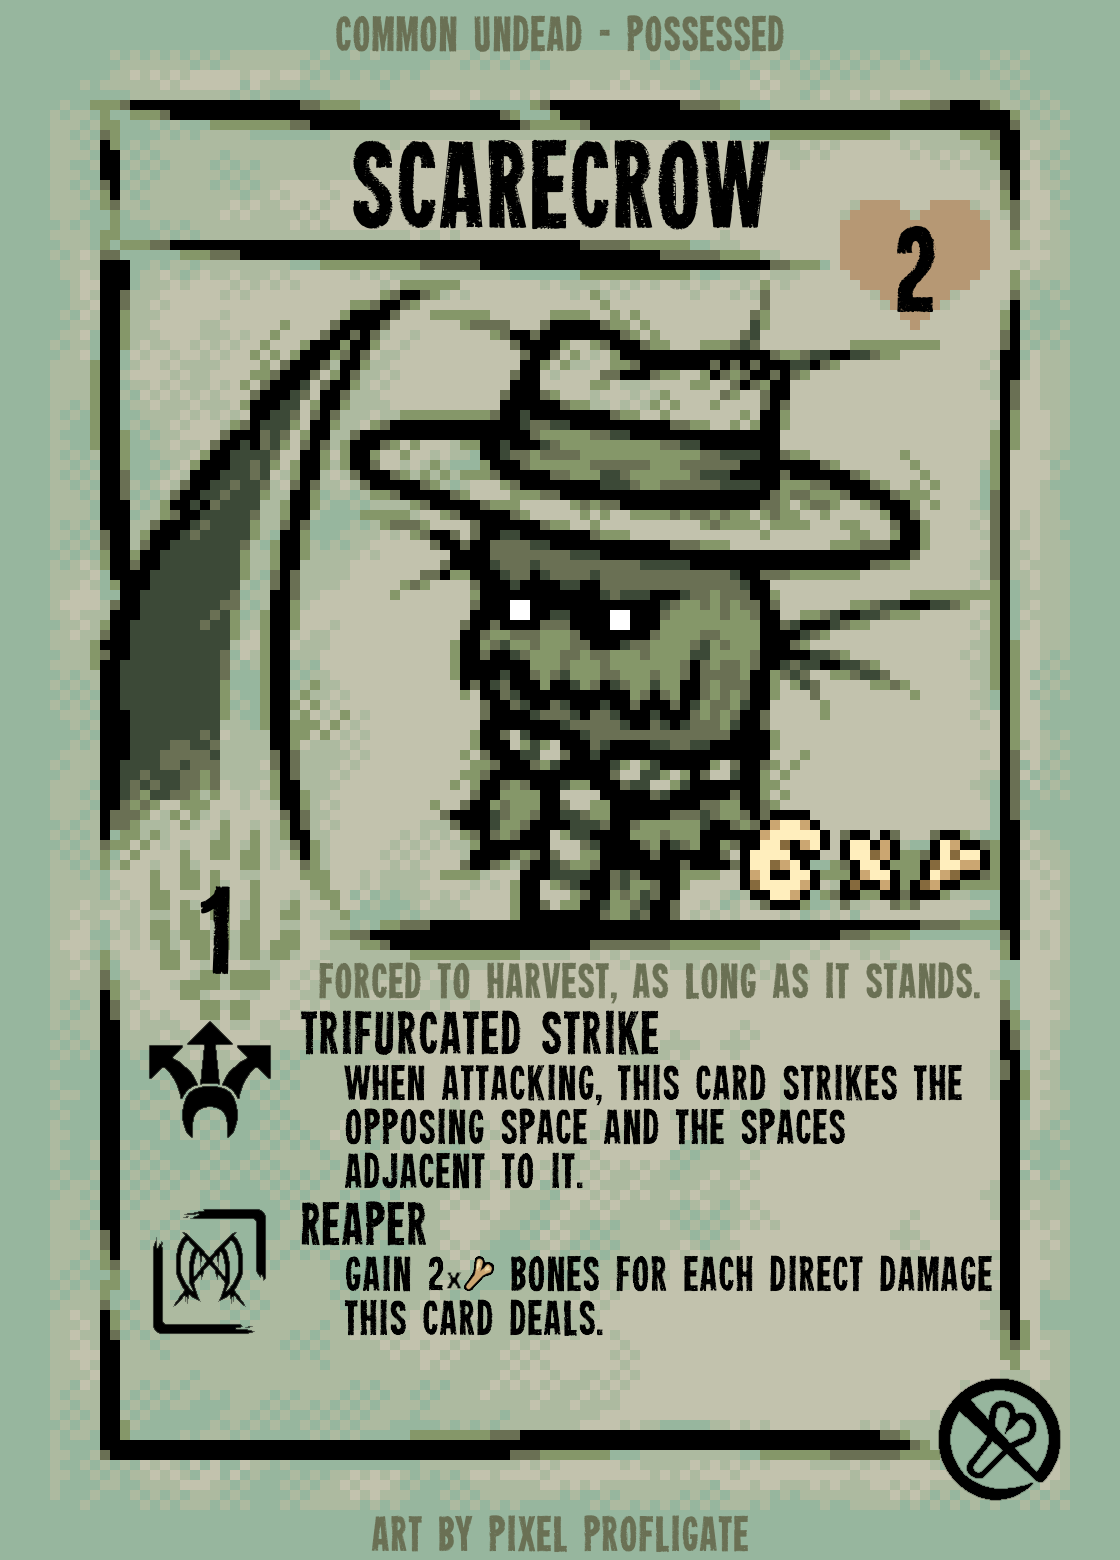 COMMON UNDEAD - POSSESSED
SCARECROW
2
6 x
1
FORCED TO HARVEST, AS LONG AS IT STANDS.
TRIFURCATED STRIKE
WHEN ATTACKING, THIS CARD STRIKES THE
OPPOSING SPACE AND THE SPACES
ADJACENT TO IT.
REAPER
GAIN 2x BONES FOR EACH DIRECT DAMAGE
THIS CARD DEALS.
ART BY PIXEL PROFLIGATE